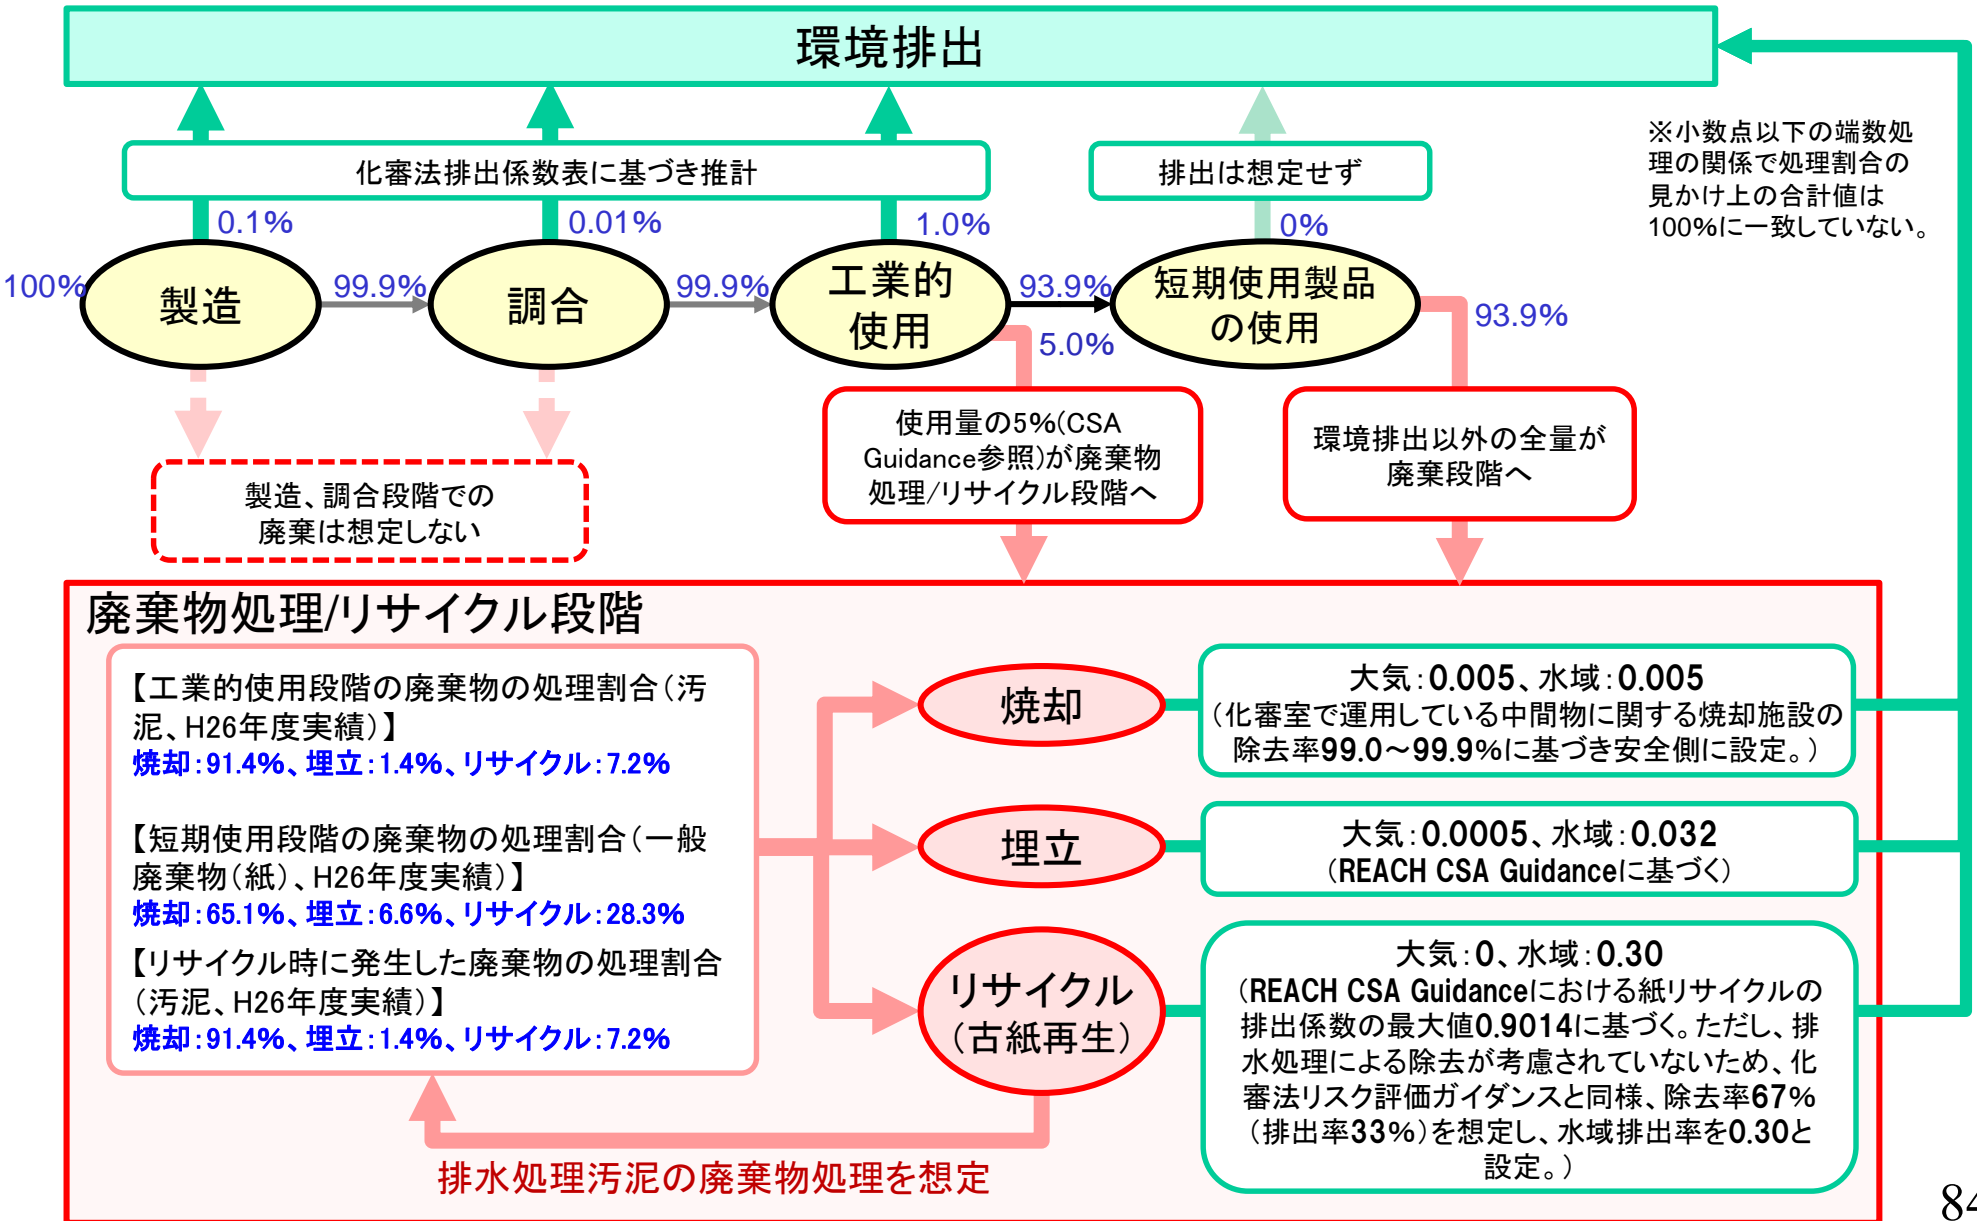 環境排出
※小数点以下の端数処
理の関係で処理割合の
見かけ上の合計値は
100%に一致していない。
化審法排出係数表に基づき推計
排出は想定せず
0.1%
0.01%
1.0%
0%
100%
製造
99.9%
調合
99.9%
工業的
使用
93.9%
短期使用製品
の使用
93.9%
5.0%
使用量の5%(CSA
Guidance参照)が廃棄物
処理/リサイクル段階へ
環境排出以外の全量が
廃棄段階へ
製造、調合段階での
廃棄は想定しない
廃棄物処理/リサイクル段階
【工業的使用段階の廃棄物の処理割合(汚
泥、H26年度実績)】
焼却:91.4%、埋立:1.4%、リサイクル:7.2%
【短期使用段階の廃棄物の処理割合(一般
廃棄物(紙)、H26年度実績)】
焼却:65.1%、埋立:6.6%、リサイクル:28.3%
【リサイクル時に発生した廃棄物の処理割合
(汚泥、H26年度実績)】
焼却:91.4%、埋立:1.4%、リサイクル:7.2%
焼却
大気:0.005、水域:0.005
(化審室で運用している中間物に関する焼却施設の
除去率99.0~99.9%に基づき安全側に設定。)
埋立
大気:0.0005、水域:0.032
(REACH CSA Guidanceに基づく)
リサイクル
(古紙再生)
大気:0、水域:0.30
(REACH CSA Guidanceにおける紙リサイクルの
排出係数の最大値0.9014に基づく。ただし、排
水処理による除去が考慮されていないため、化
審法リスク評価ガイダンスと同様、除去率67%
(排出率33%)を想定し、水域排出率を0.30と
設定。)
排水処理汚泥の廃棄物処理を想定
84